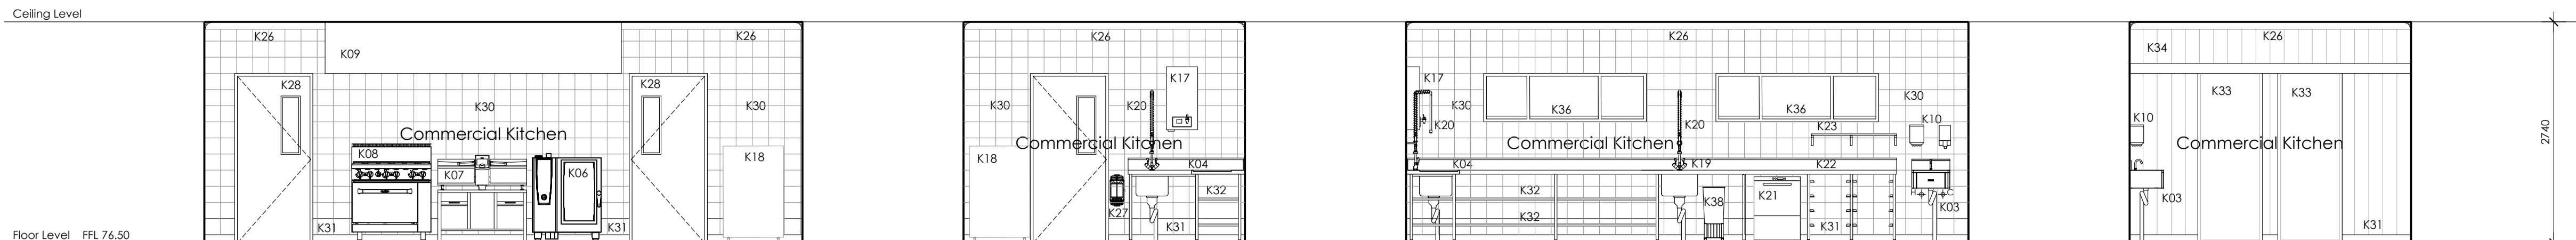 Ceiling Level
K26
K09
K26
K28
K28
K30
K30
Commercial Kitchen
K08
K07
K06
K18
K31
K31
K26
K17
K30
K20
Commercial Kitchen
K18
K04
K32
K27
K31
K26
K17
K30
K20
K36
K36
K30
K20
K23
K10
Commercial Kitchen
K04
K19
K22
K32
K32
K38
K21
K31
H
C
K03
K26
K34
K33
K33
K10
Commercial Kitchen
K03
K31
2740
Floor Level FFL 76.50